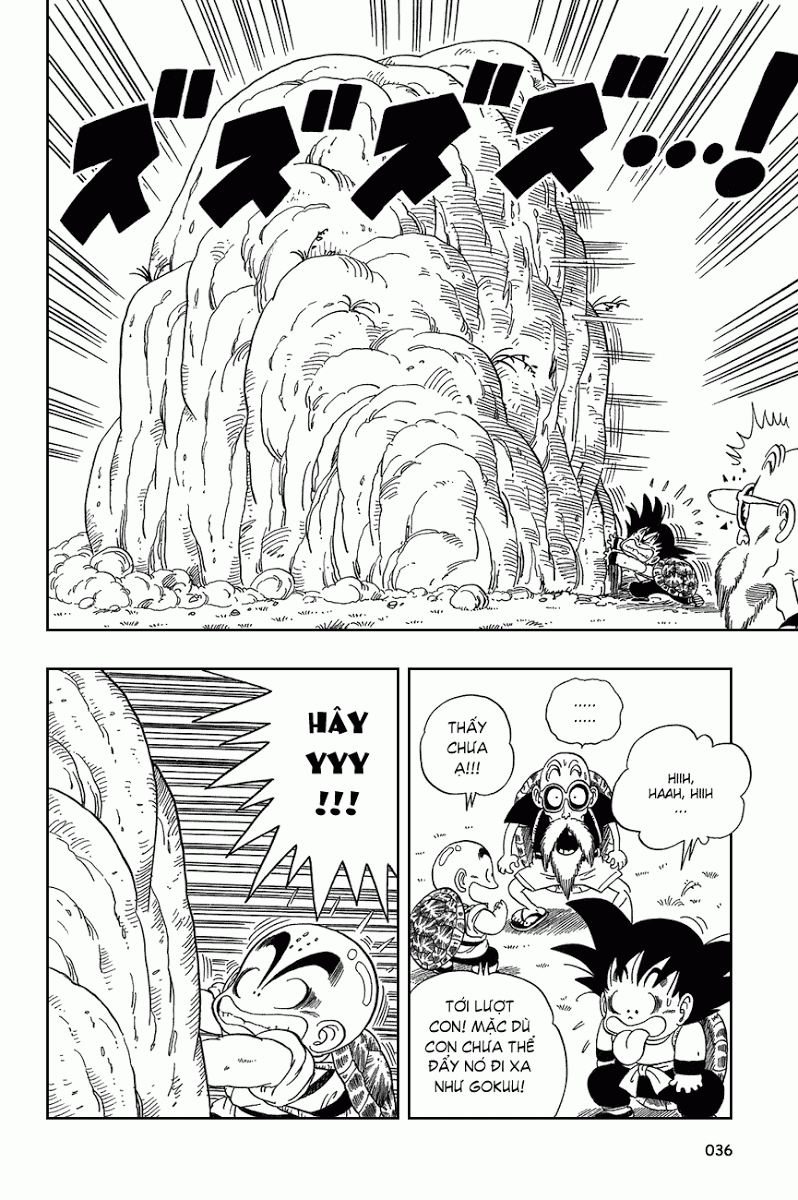 ズズズズ...!
THẤY
CHƯA
Ạ!!!
.....
.....
HIIH,
HAAH, HIIH
...
TỚI LƯỢT
CON! MẶC DÙ
CON CHƯA THỂ
ĐẨY NÓ ĐI XA
NHƯ GOKUU!
HÂY
YYY
!!!
036